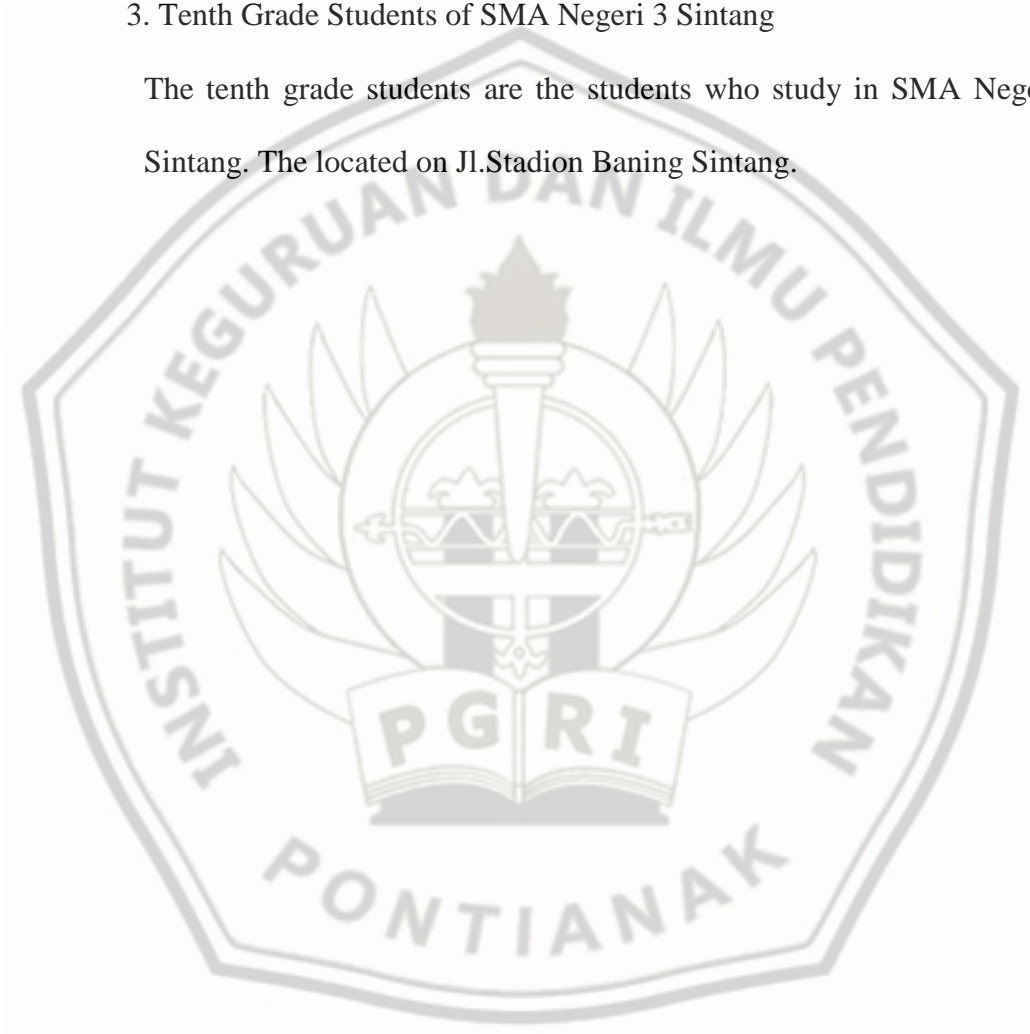 3. Tenth Grade Students of SMA Negeri 3 Sintang
The tenth grade students are the students who study in SMA
Sintang. The located on Jl.Stadion Baning Sintang.
INSTITUT KEGURUAN DAN ILMU PENDIDIKAN
PGRI
PONTIANAK